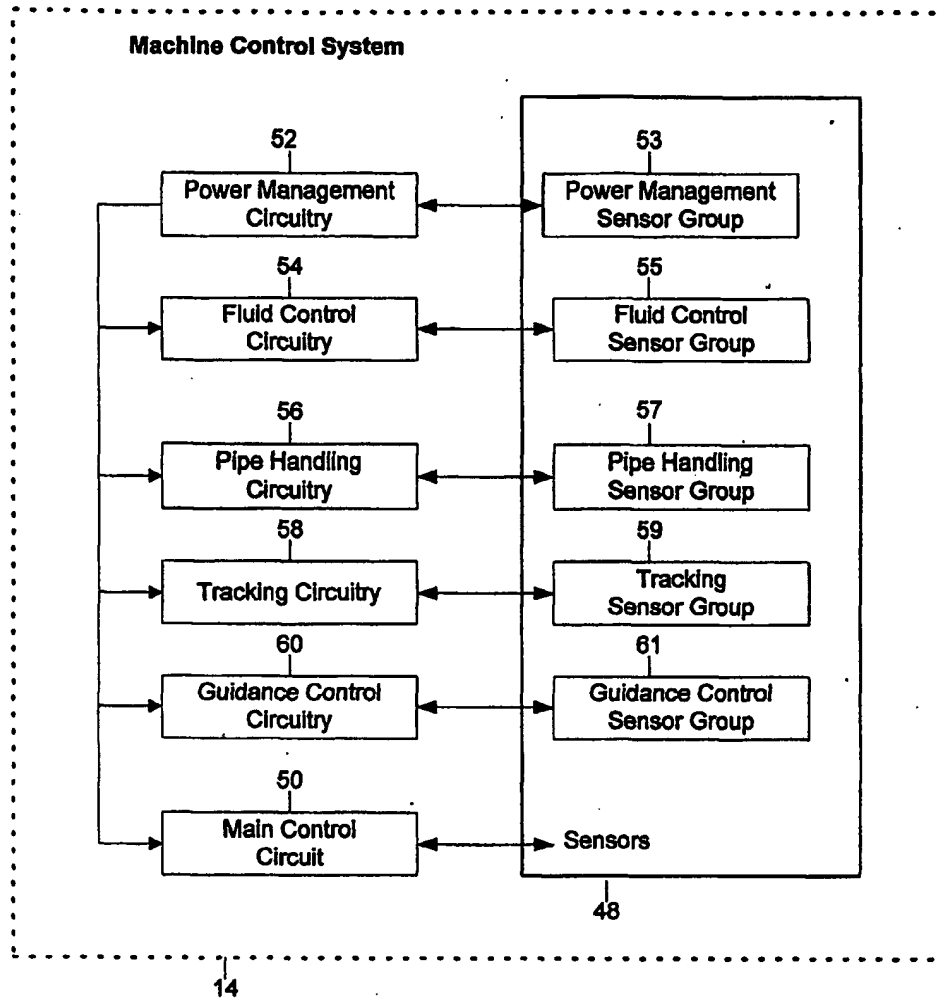 Machine Control System
52
53
Power Management
Circuitry
Power Management
Sensor Group
54
55
Fluid Control
Circuitry
Fluid Control
Sensor Group
56
57
Pipe Handling
Circuitry
Pipe Handling
Sensor Group
58
59
Tracking Circuitry
Tracking
Sensor Group
60
61
Guidance Control
Circuitry
Guidance Control
Sensor Group
50
Main Control
Circuit
Sensors
48
14